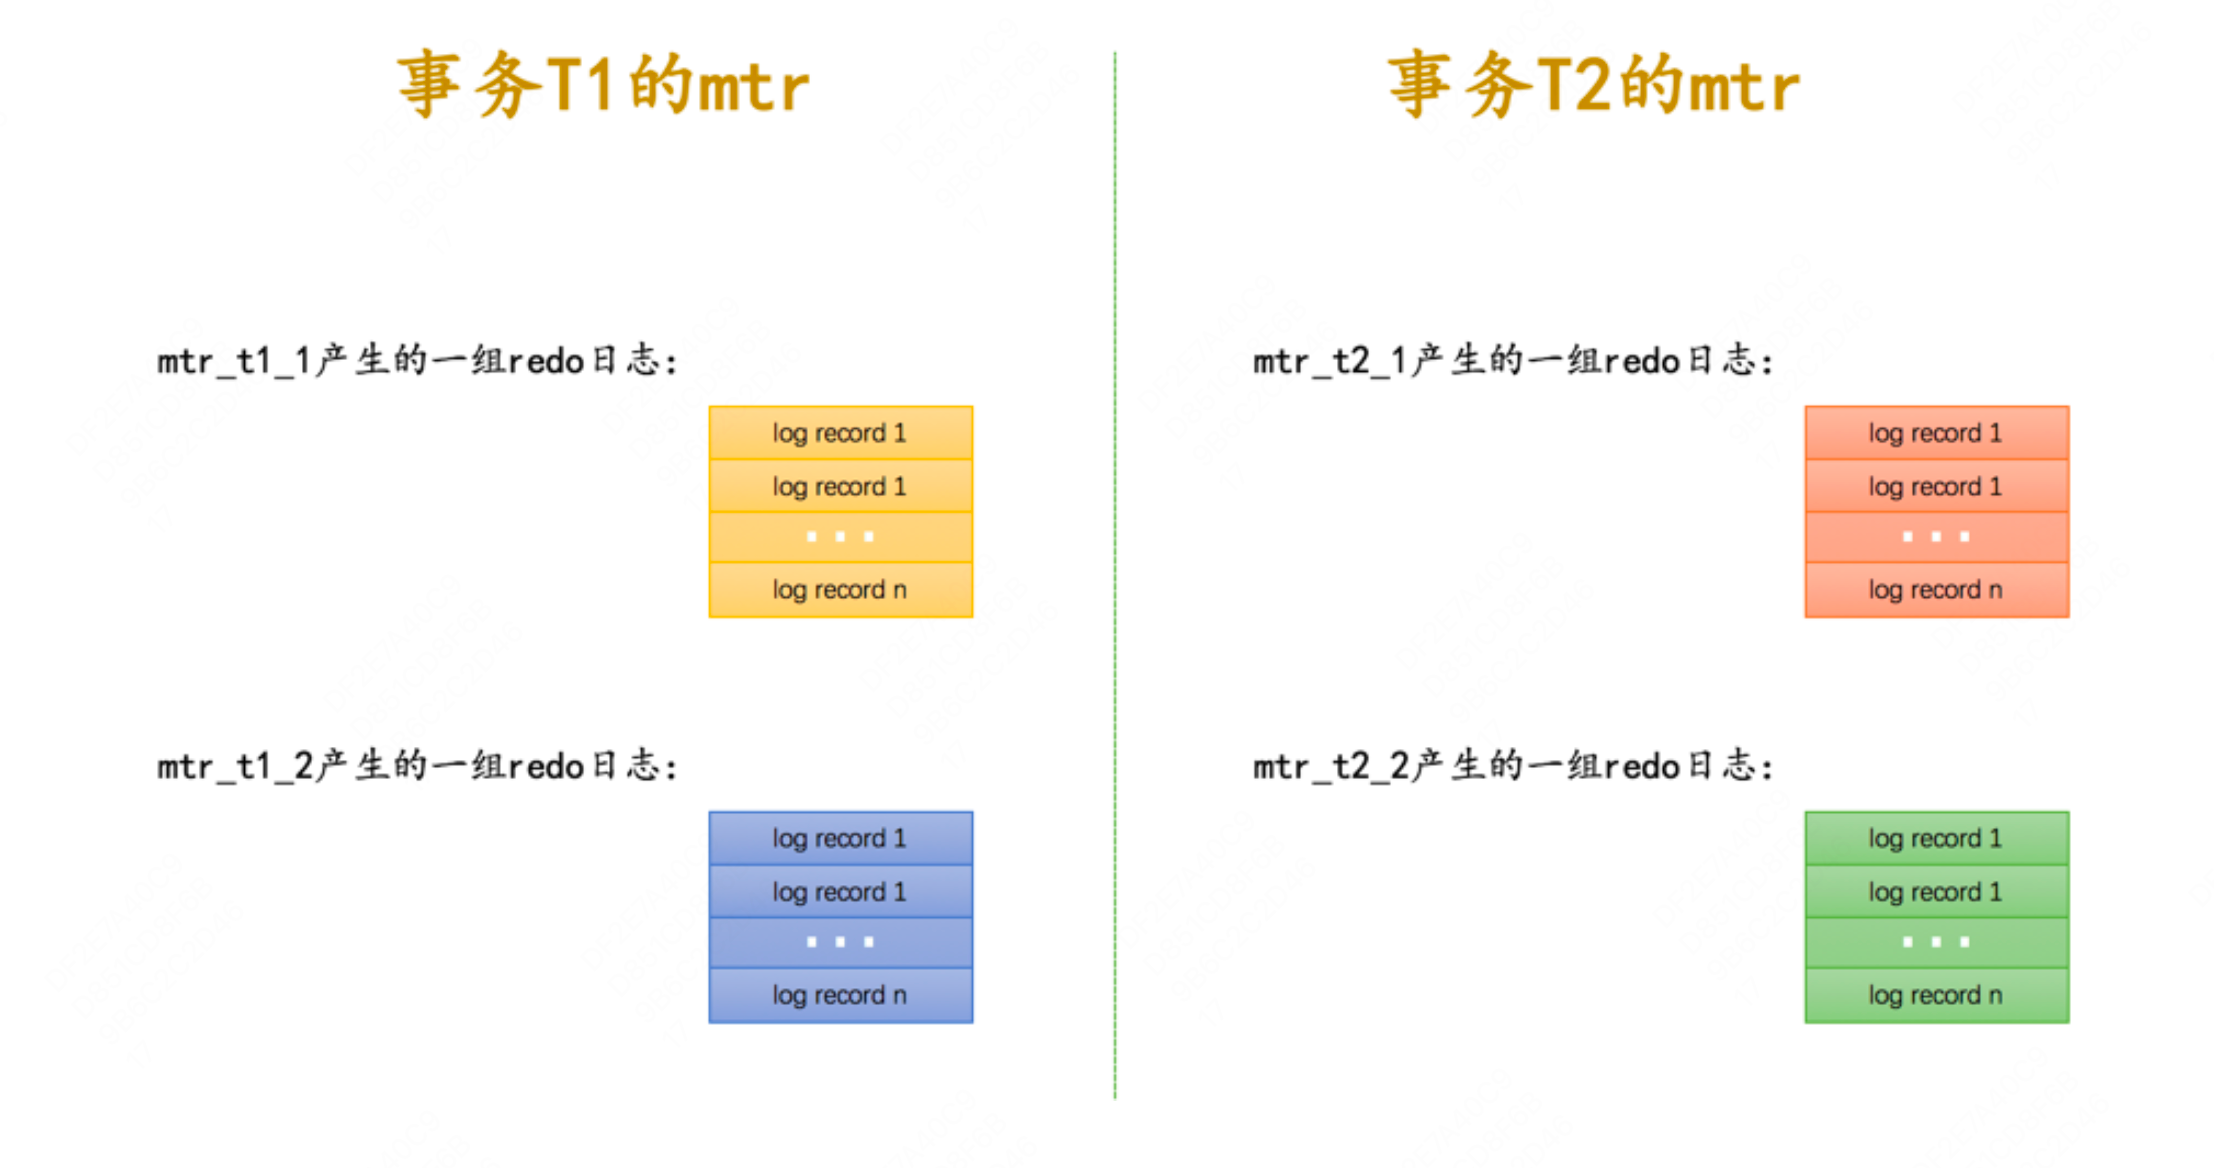 事务T1的mtr
mtr_t1_1产生的一组redo日志：
log record 1
log record 1
...
log record n
mtr_t1_2产生的一组redo日志：
log record 1
log record 1
...
log record n
事务T2的mtr
mtr_t2_1产生的一组redo日志：
log record 1
log record 1
...
log record n
mtr_t2_2产生的一组redo日志：
log record 1
log record 1
...
log record n